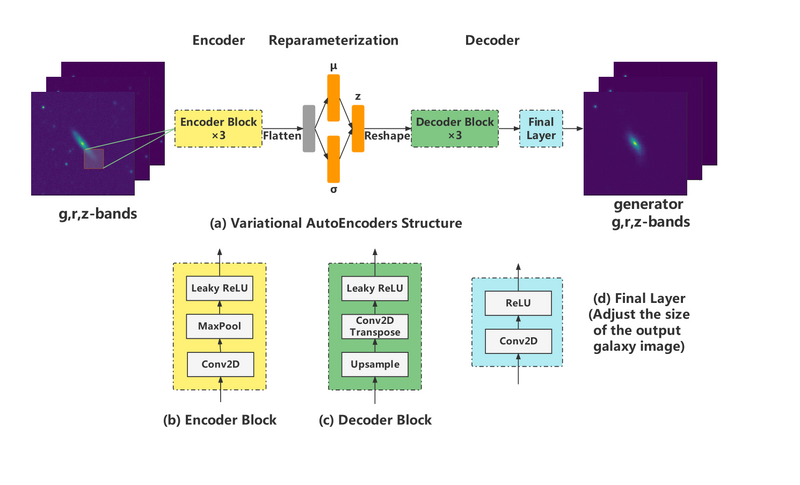 Encoder
Reparameterization
Decoder
μ
z
Encoder Block
×3
Flatten
Reshape
Decoder Block
×3
Final
Layer
σ
g,r,z-bands
generator
g,r,z-bands
(a) Variational AutoEncoders Structure
Leaky ReLU
MaxPool
Conv2D
(b) Encoder Block
Leaky ReLU
Conv2D
Transpose
Upsample
(c) Decoder Block
ReLU
Conv2D
(d) Final Layer
(Adjust the size
of the output
galaxy image)